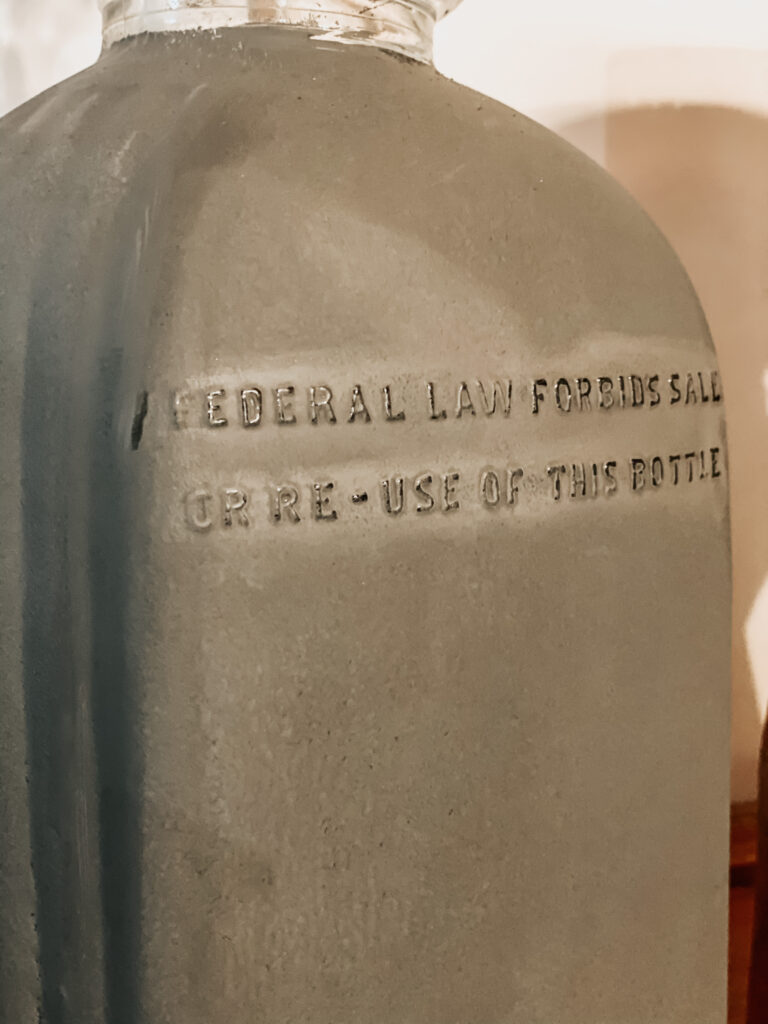 FEDERAL LAW FORBIDS SALE
OR RE-USE OF THIS BOTTLE